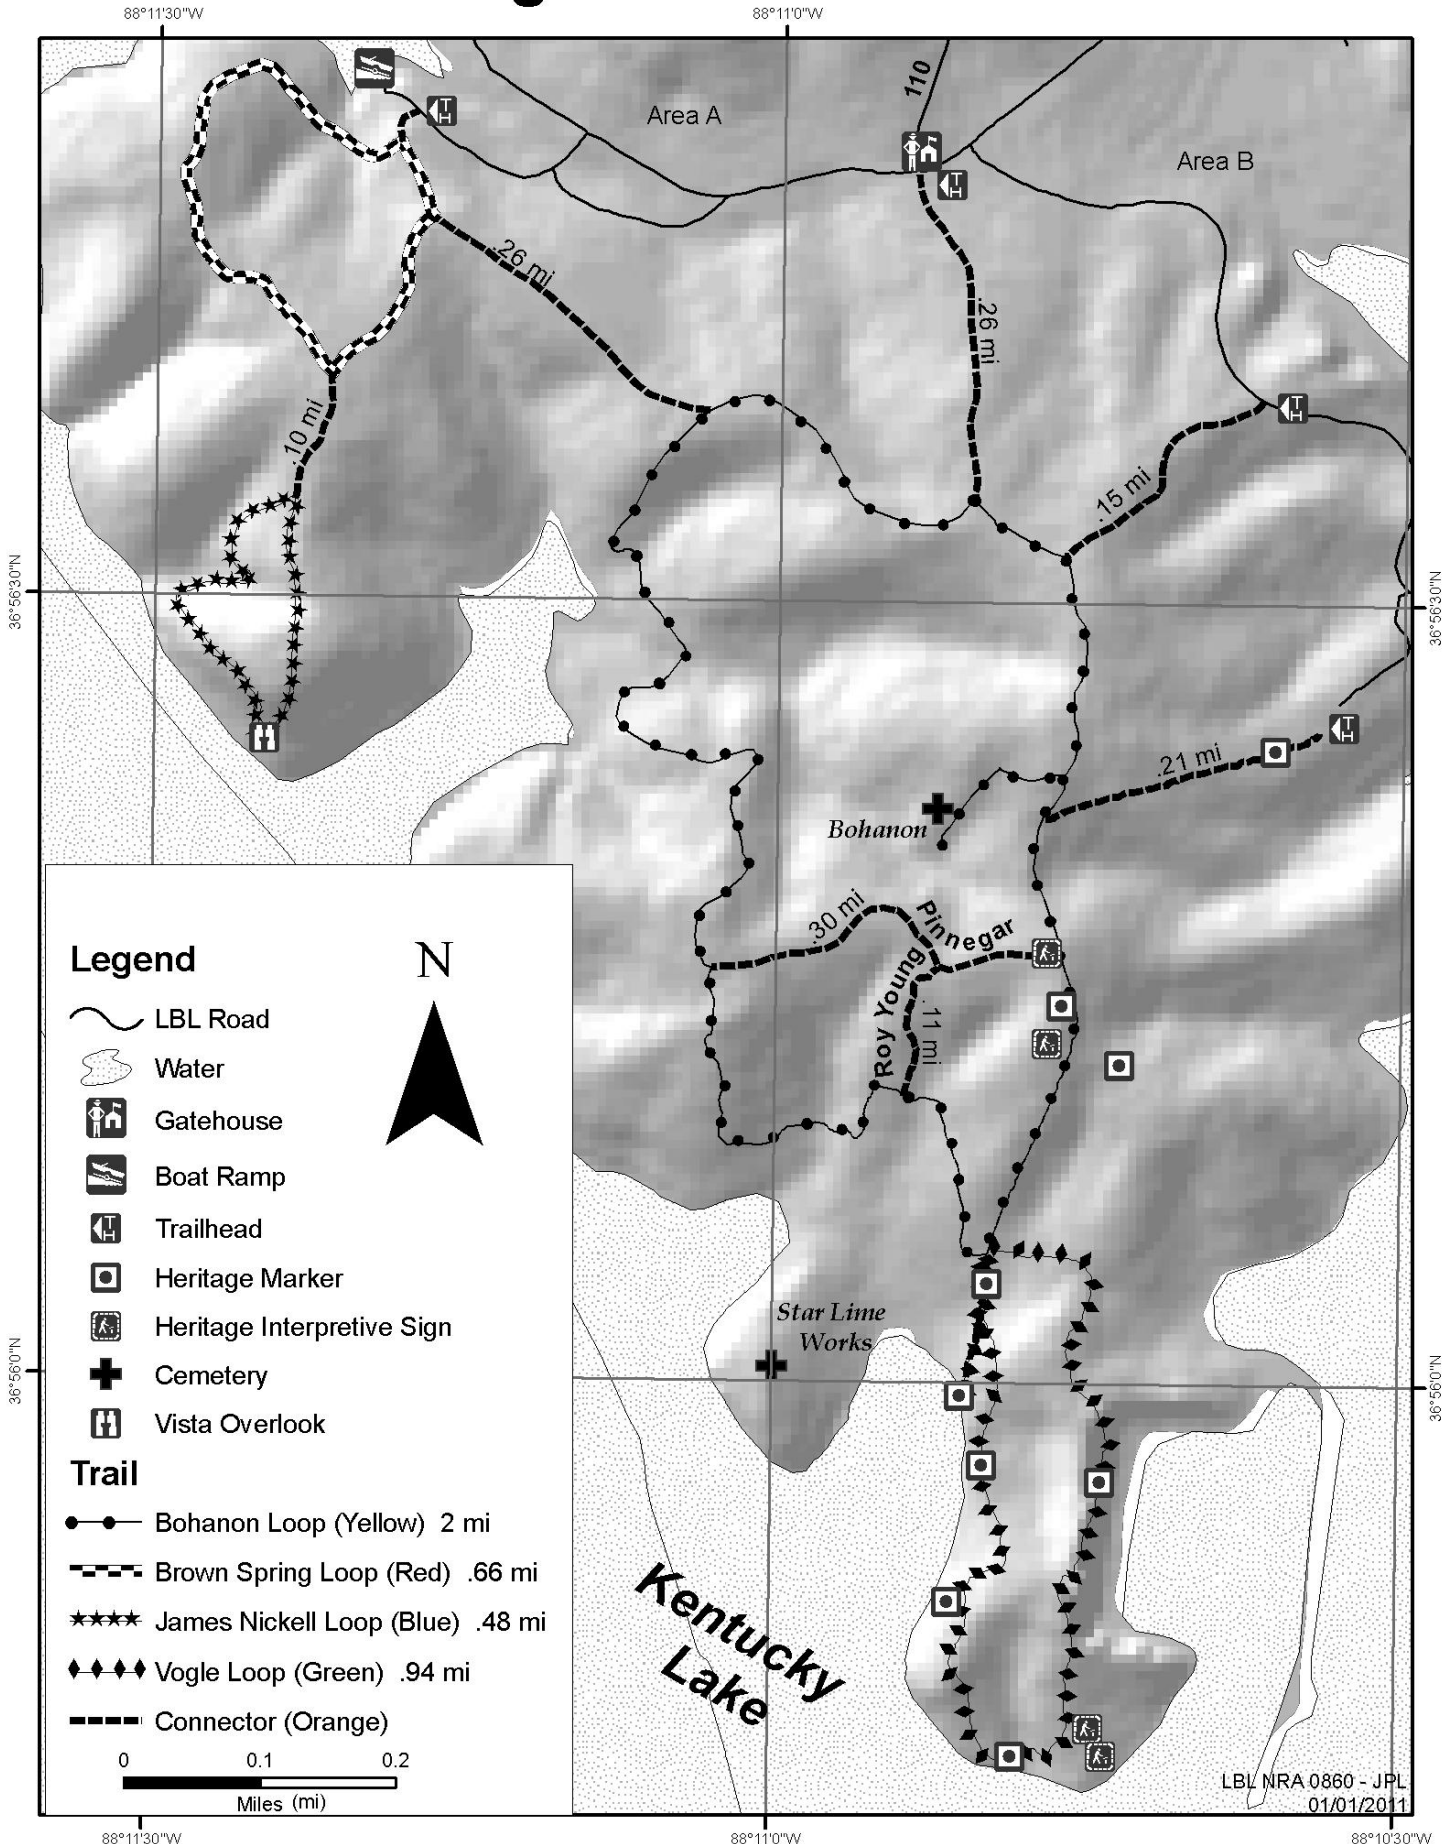 88°11'30"W
88°11'0"W
110
Area A
Area B
.26 mi
.26 mi
.10 mi
.15 mi
36°56'30"N
36°56'30"N
.21 mi
Bohanon
.30 mi
Pinnegar
Roy Young
.11 mi
Legend
N
LBL Road
Water
Gatehouse
Boat Ramp
Trailhead
Heritage Marker
Heritage Interpretive Sign
Cemetery
Vista Overlook
Trail
Bohanon Loop (Yellow) 2 mi
Brown Spring Loop (Red) .66 mi
James Nickell Loop (Blue) .48 mi
Vogle Loop (Green) .94 mi
Connector (Orange)
0 0.1 0.2
Miles (mi)
Star Lime
Works
36°56'0"N
36°56'0"N
Kentucky
Lake
LBL NRA 0860 - JPL
01/01/2011
88°11'30"W
88°11'0"W
88°10'30"W
TH
TH
TH
TH
TH